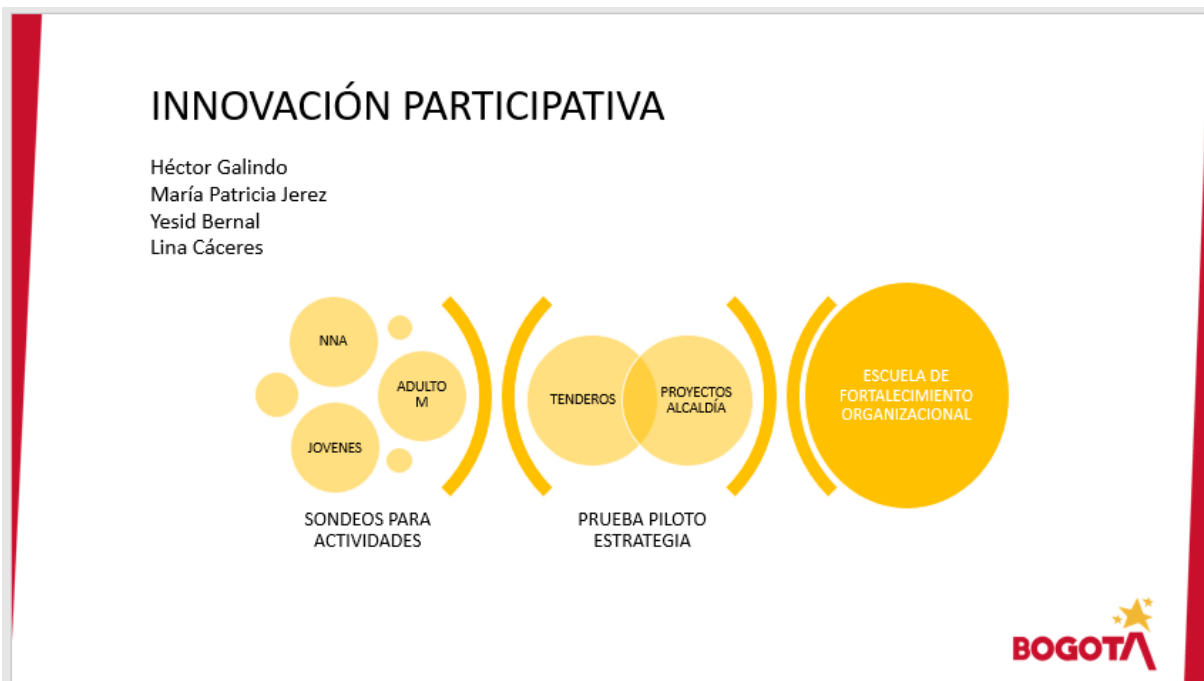 INNOVACIÓN PARTICIPATIVA
Héctor Galindo
María Patricia Jerez
Yesid Bernal
Lina Cáceres
NNA
ADULTO
M
JOVENES
SONDEOS PARA
ACTIVIDADES
TENDEROS
PROYECTOS
ALCALDÍA
PRUEBA PILOTO
ESTRATEGIA
ESCUELA DE
FORTALECIMIENTO
ORGANIZACIONAL
BOGOTA